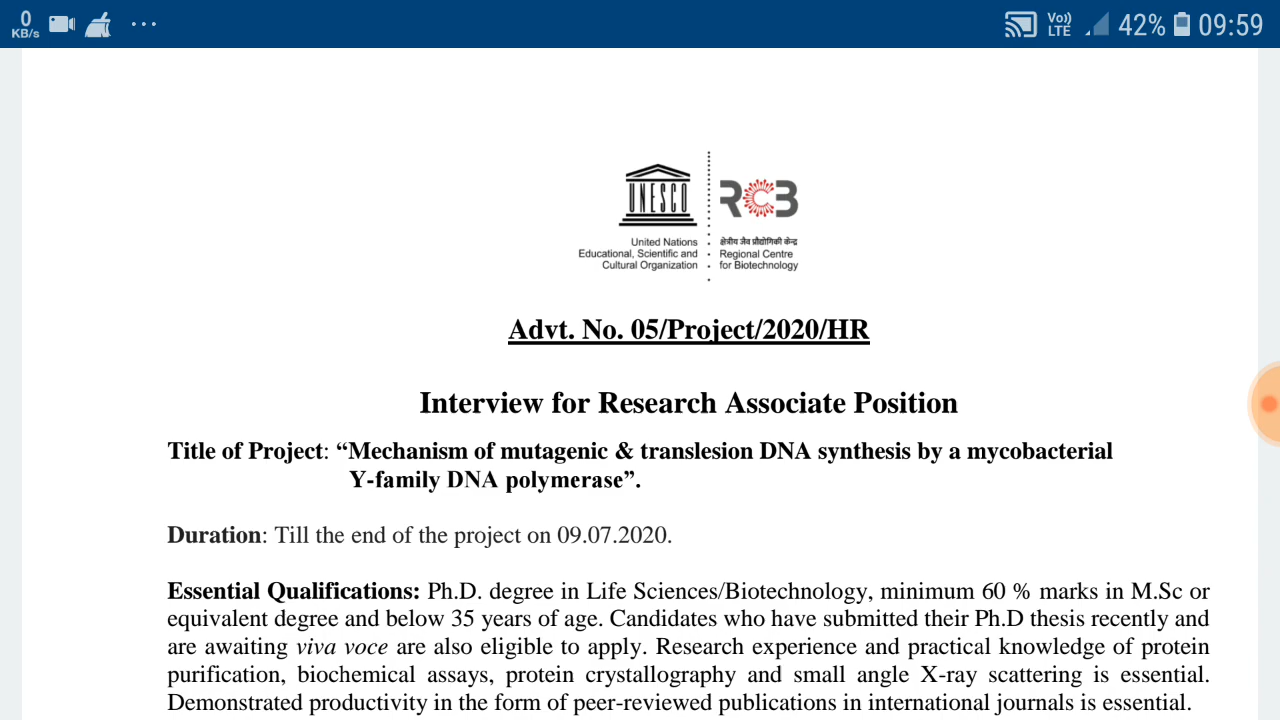 0
KB/s
...
Vo))
LTE
42%
09:59
UNESCO
United Nations
Educational, Scientific and
Cultural Organization
RCB
क्षेत्रीय जैव प्रौद्योगिकी केन्द्र
Regional Centre
for Biotechnology
Advt. No. 05/Project/2020/HR
Interview for Research Associate Position
Title of Project: “Mechanism of mutagenic & translesion DNA synthesis by a mycobacterial
Y-family DNA polymerase”.
Duration: Till the end of the project on 09.07.2020.
Essential Qualifications: Ph.D. degree in Life Sciences/Biotechnology, minimum 60 % marks in M.Sc or
equivalent degree and below 35 years of age. Candidates who have submitted their Ph.D thesis recently and
are awaiting viva voce are also eligible to apply. Research experience and practical knowledge of protein
purification, biochemical assays, protein crystallography and small angle X-ray scattering is essential.
Demonstrated productivity in the form of peer-reviewed publications in international journals is essential.